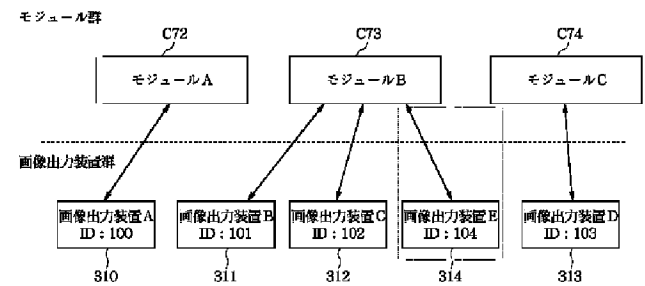 モジュール群
C72
C73
C74
モジュールA
モジュールB
モジュールC
画像出力装置群
画像出力装置A
ID：100
画像出力装置B
ID：101
画像出力装置C
ID：102
画像出力装置E
ID：104
画像出力装置D
ID：103
310
311
312
314
313